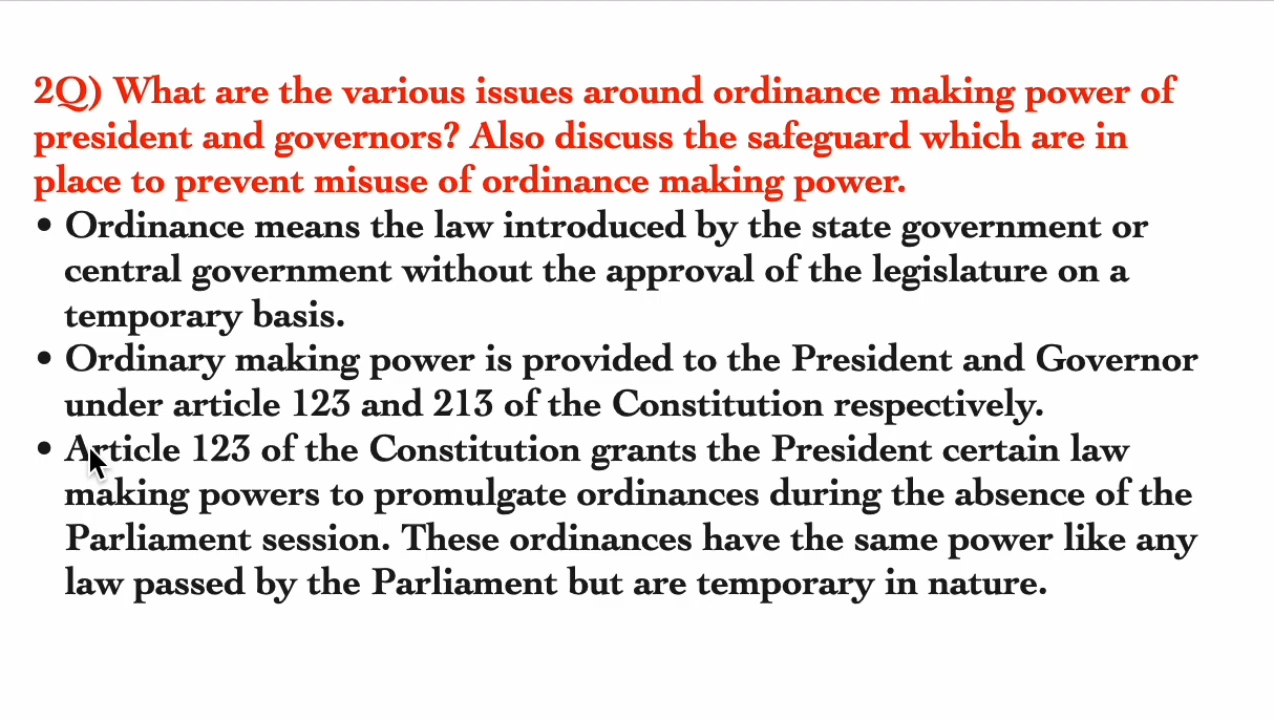 2Q) What are the various issues around ordinance making power of
president and governors? Also discuss the safeguard which are in
place to prevent misuse of ordinance making power.
• Ordinance means the law introduced by the state government or
central government without the approval of the legislature on a
temporary basis.
• Ordinary making power is provided to the President and Governor
under article 123 and 213 of the Constitution respectively.
• Article 123 of the Constitution grants the President certain law
making powers to promulgate ordinances during the absence of the
Parliament session. These ordinances have the same power like any
law passed by the Parliament but are temporary in nature.